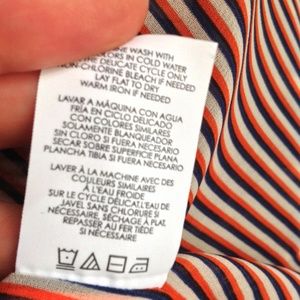 WASH WITH
COLORS IN COLD WATER
DELICATE CYCLE ONLY
NON CHLORINE BLEACH IF NEEDED
LAY FLAT TO DRY
WARM IRON IF NEEDED
LAVAR A MÁQUINA CON AGUA
FRÍA EN CICLO DELICADO
CON COLORES SIMILARES
SOLAMENTE BLANQUEADOR
SIN CLORO SI FUERA NECESARIO
SECAR SOBRE SUPERFICIE PLANA
PLANCHA TIBIA SI FUERA NECESARIO
LAVER À LA MACHINE AVEC DES
COULEURS SIMILAIRES
À L'EAU FROIDE
SUR LE CYCLE DÉLICAT.L'EAU DE
JAVEL SANS CHLORURE SI
NÉCESSAIRE, SÉCHAGE À PLAT,
REPASSER AU FER TIÈDE
SI NÉCESSAIRE